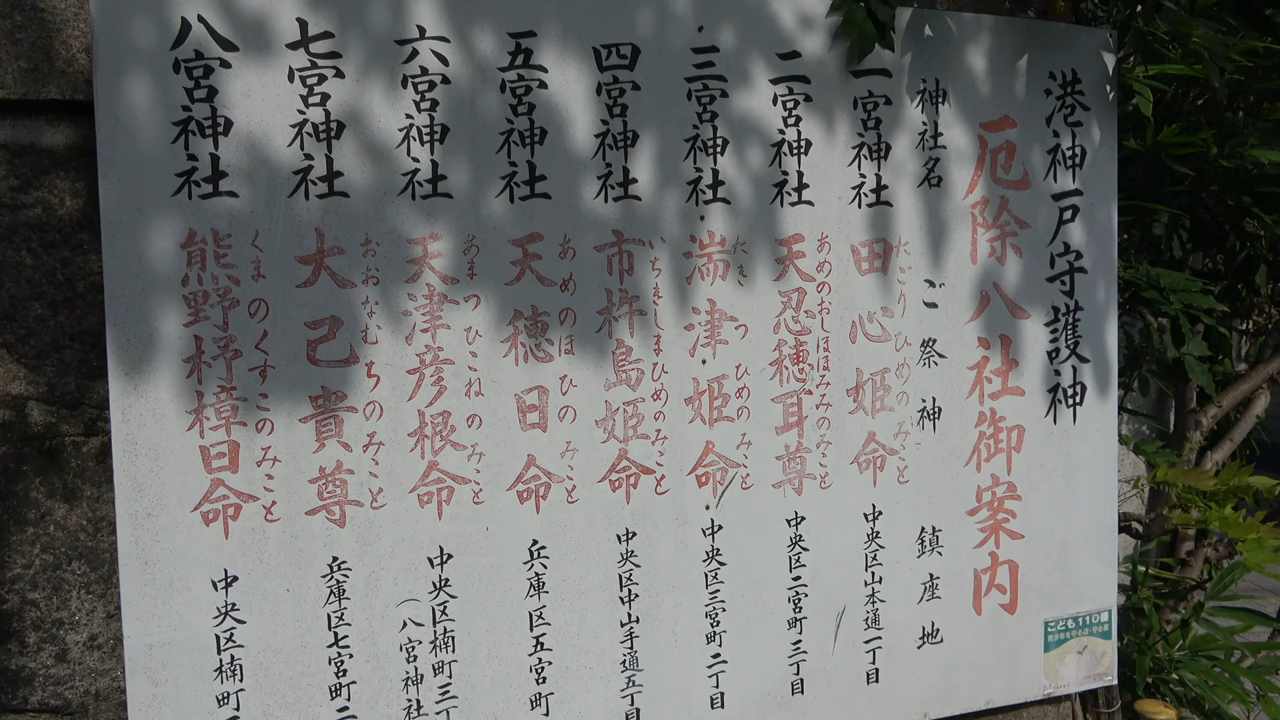 港神戸守護神
厄除八社御案内
神社名 ご祭神 鎮座地
一宮神社 田心姫命 中央区山本通一丁目
たごりひめのみこと
二宮神社 天忍穂耳尊 中央区二宮町三丁目
あめのおしほほみみのみこと
三宮神社 湍津姫命 中央区三宮町二丁目
たきつひめのみこと
四宮神社 市杵島姫命 中央区中山手通五丁目
いちきしまひめのみこと
五宮神社 天穂日命 兵庫区五宮町
あめのほひのみこと
六宮神社 天津彦根命 中央区楠町三丁
あまつひこねのみこと
(八宮神社
七宮神社 大己貴尊 兵庫区七宮町二
おおなむちのみこと
八宮神社 熊野杼樟日命 中央区楠町
くまのくすこのみこと
こども110番